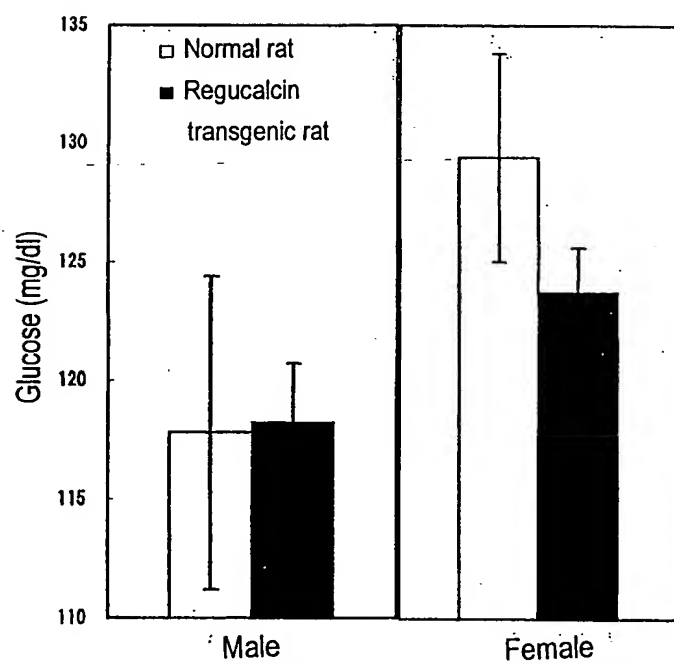 135
130
125
120
115
110
Glucose (mg/dl)
Normal rat
Regucalcin
transgenic rat
Male
Female